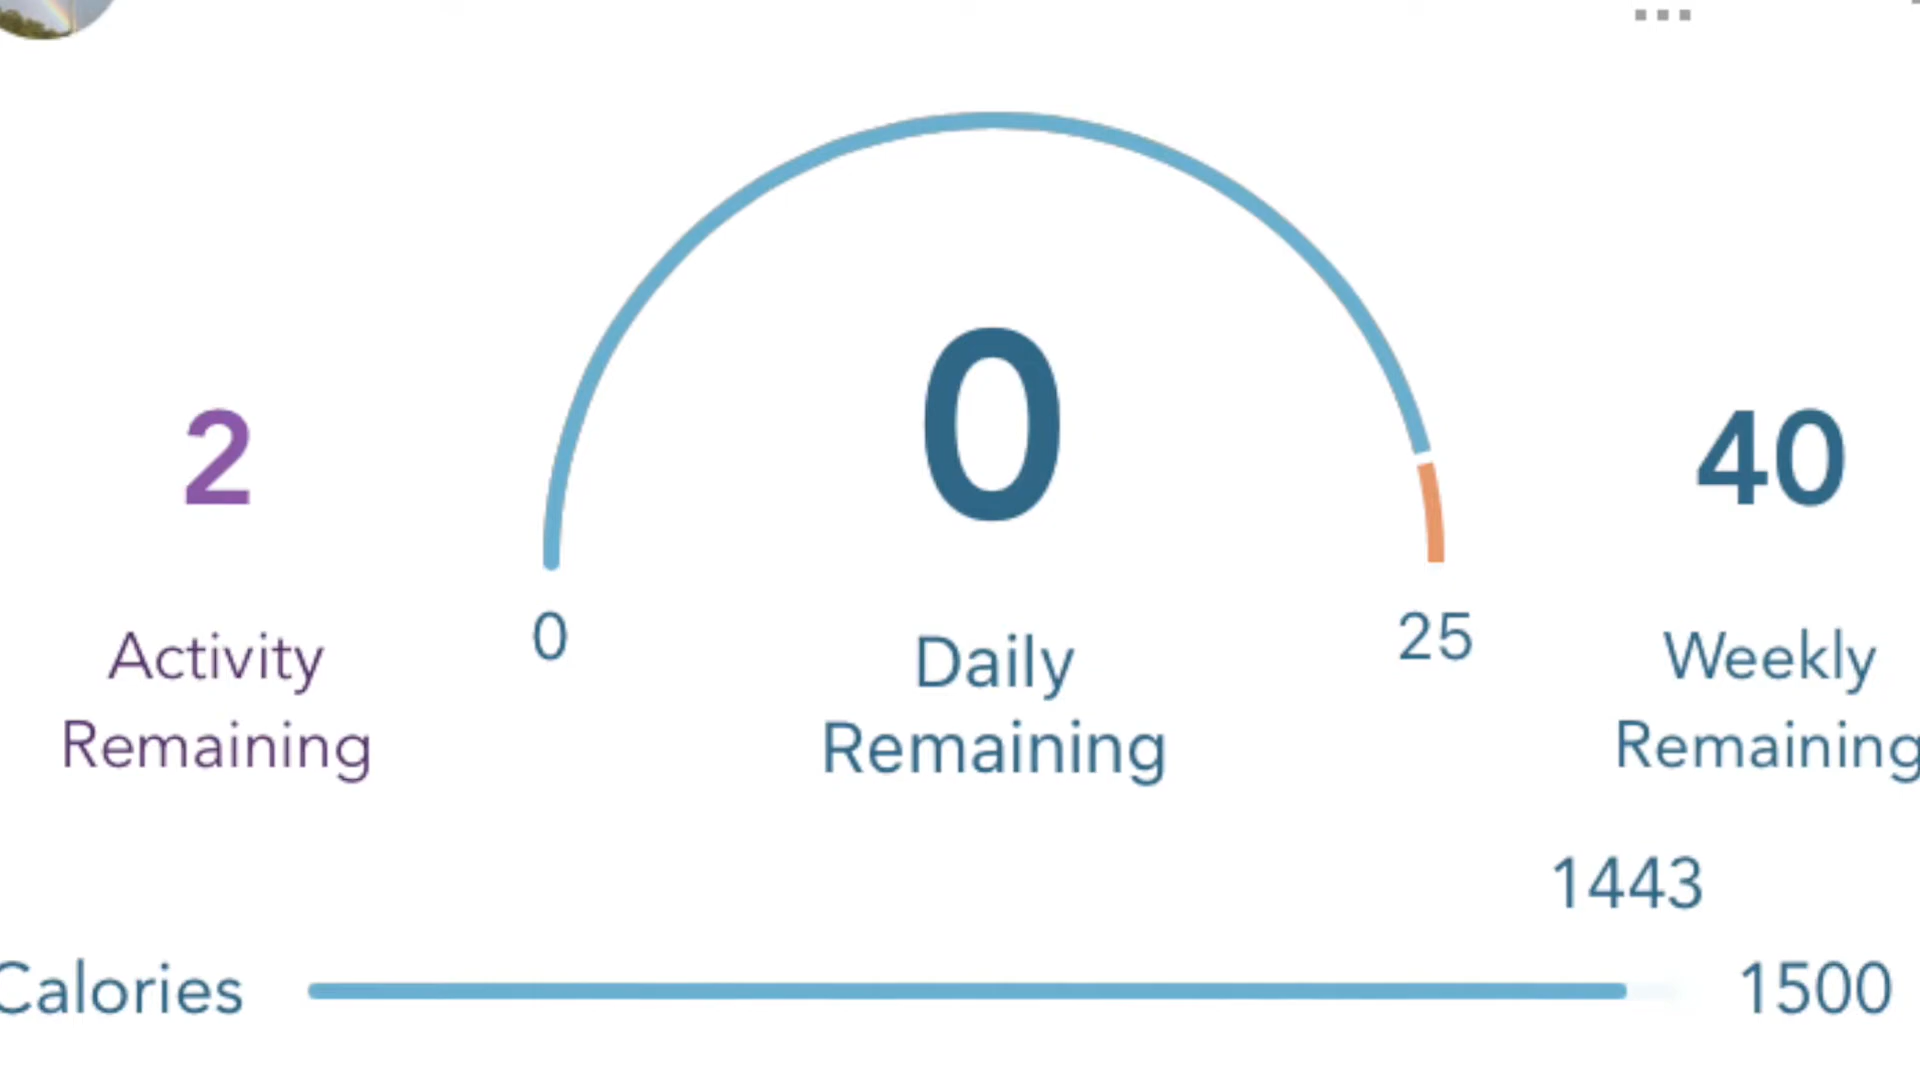 2
0
40
0
25
Activity
Remaining
Daily
Remaining
Weekly
Remaining
1443
Calories
1500